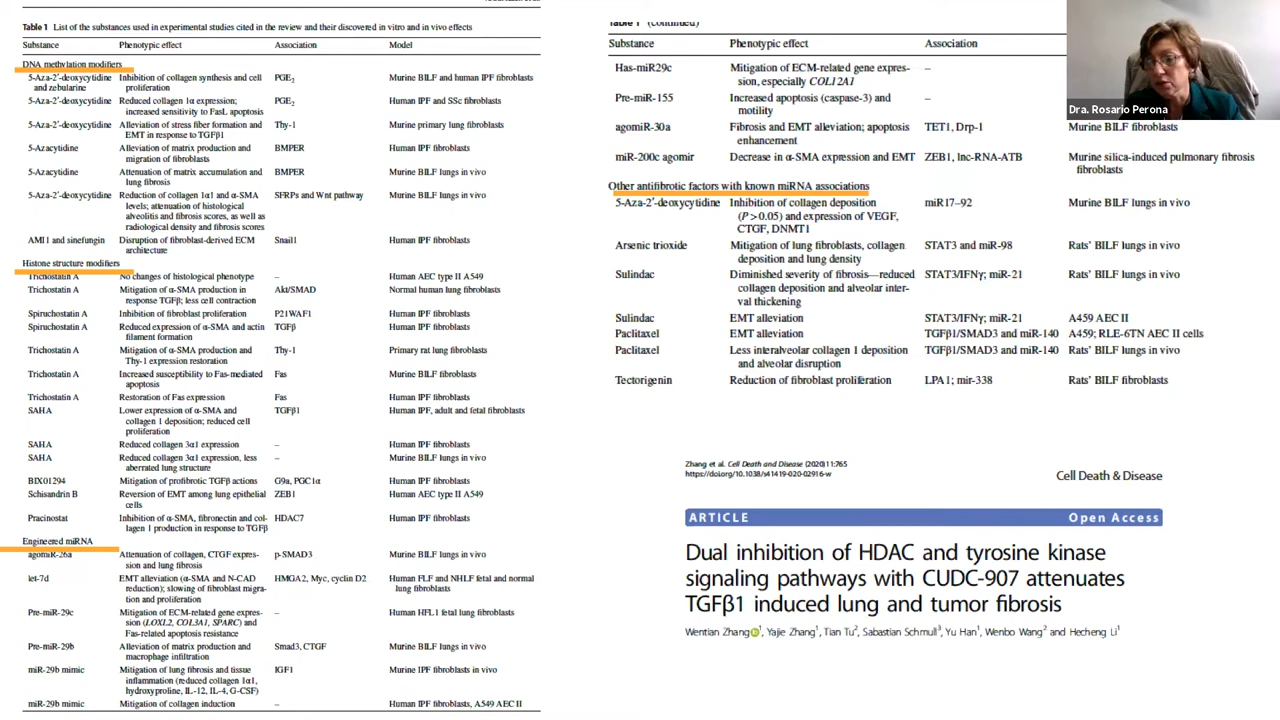 Table 1 List of the substances used in experimental studies cited in the review and their discovered in vitro and in vivo effects
Substance Phenotypic effect Association Model
DNA methylation modifiers
5-Aza-2′-deoxycytidine and zebularine Inhibition of collagen synthesis and cell proliferation PGE2 Murine BILF and human IPF fibroblasts
5-Aza-2′-deoxycytidine Reduced collagen 1α expression; increased sensitivity to FasL apoptosis PGE2 Human IPF and SSc fibroblasts
5-Aza-2′-deoxycytidine Alleviation of stress fiber formation and EMT in response to TGFβ1 Thy-1 Murine primary lung fibroblasts
5-Azacytidine Alleviation of matrix production and migration of fibroblasts BMPER Human IPF fibroblasts
5-Azacytidine Attenuation of matrix accumulation and lung fibrosis BMPER Murine BILF lungs in vivo
5-Aza-2′-deoxycytidine Reduction of collagen 1α1 and α-SMA levels; attenuation of histological alveolitis and fibrosis scores, as well as radiological density and fibrosis scores SFRPs and Wnt pathway Murine BILF lungs in vivo
AMI1 and sinefungin Disruption of fibroblast-derived ECM architecture Snail1 Human IPF fibroblasts
Histone structure modifiers
Trichostatin A No changes of histological phenotype – Human AEC type II A549
Trichostatin A Mitigation of α-SMA production in response TGFβ; less cell contraction Akt/SMAD Normal human lung fibroblasts
Spiruchostatin A Inhibition of fibroblast proliferation P21WAF1 Human IPF fibroblasts
Spiruchostatin A Reduced expression of α-SMA and actin filament formation TGFβ Human IPF fibroblasts
Trichostatin A Mitigation of α-SMA production and Thy-1 expression restoration Thy-1 Primary rat lung fibroblasts
Trichostatin A Increased susceptibility to Fas-mediated apoptosis Fas Murine BILF fibroblasts
Trichostatin A Restoration of Fas expression Fas Human IPF fibroblasts
SAHA Lower expression of α-SMA and collagen 1 deposition; reduced cell proliferation TGFβ1 Human IPF, adult and fetal fibroblasts
SAHA Reduced collagen 3α1 expression – Human IPF fibroblasts
SAHA Reduced collagen 3α1 expression, less aberrated lung structure – Murine BILF lungs in vivo
BIX01294 Mitigation of profibrotic TGFβ actions G9α, PGC1α Human IPF fibroblasts
Schisandrin B Reversion of EMT among lung epithelial cells ZEB1 Human AEC type II A549
Pracinostat Inhibition of α-SMA, fibronectin and collagen 1 production in response to TGFβ HDAC7 Human IPF fibroblasts
Engineered miRNA
agomiR-26a Attenuation of collagen, CTGF expression and lung fibrosis p-SMAD3 Murine BILF lungs in vivo
let-7d EMT alleviation (α-SMA and N-CAD reduction); slowing of fibroblast migration and proliferation HMGA2, Myc, cyclin D2 Human FLF and NHLF fetal and normal lung fibroblasts
Pre-miR-29c Mitigation of ECM-related gene expression (LOXL2, COL3A1, SPARC) and Fas-related apoptosis resistance – Human HFL1 fetal lung fibroblasts
Pre-miR-29b Alleviation of matrix production and macrophage infiltration Smad3, CTGF Murine BILF lungs in vivo
miR-29b mimic Mitigation of lung fibrosis and tissue inflammation (reduced collagen 1α1, hydroxyproline, IL-12, IL-4, G-CSF) IGF1 Murine IPF fibroblasts in vivo
miR-29b mimic Mitigation of collagen induction – Human IPF fibroblasts, A549 AEC II
Table 1 (continued)
Substance Phenotypic effect Association
Has-miR29c Mitigation of ECM-related gene expression, especially COL12A1 –
Pre-miR-155 Increased apoptosis (caspase-3) and motility –
agomiR-30a Fibrosis and EMT alleviation; apoptosis enhancement TET1, Drp-1 Murine BILF fibroblasts
miR-200c agomir Decrease in α-SMA expression and EMT ZEB1, lnc-RNA-ATB Murine silica-induced pulmonary fibrosis fibroblasts
Other antifibrotic factors with known miRNA associations
5-Aza-2′-deoxycytidine Inhibition of collagen deposition (P > 0.05) and expression of VEGF, CTGF, DNMT1 miR17–92 Murine BILF lungs in vivo
Arsenic trioxide Mitigation of lung fibroblasts, collagen deposition and lung density STAT3 and miR-98 Rats' BILF lungs in vivo
Sulindac Diminished severity of fibrosis—reduced collagen deposition and alveolar interval thickening STAT3/IFNγ; miR-21 Rats' BILF lungs in vivo
Sulindac EMT alleviation STAT3/IFNγ; miR-21 A459 AEC II
Paclitaxel EMT alleviation TGFβ1/SMAD3 and miR-140 A459; RLE-6TN AEC II cells
Paclitaxel Less interalveolar collagen 1 deposition and alveolar disruption TGFβ1/SMAD3 and miR-140 Rats' BILF lungs in vivo
Tectorigenin Reduction of fibroblast proliferation LPA1; mir-338 Rats' BILF fibroblasts
Dra. Rosario Perona
Zhang et al. Cell Death and Disease (2020)11:765
https://doi.org/10.1038/s41419-020-02916-w
Cell Death & Disease
ARTICLE Open Access
Dual inhibition of HDAC and tyrosine kinase
signaling pathways with CUDC-907 attenuates
TGFβ1 induced lung and tumor fibrosis
Wentian Zhang1, Yajie Zhang1, Tian Tu2, Sabastian Schmull3, Yu Han1, Wenbo Wang2 and Hecheng Li1